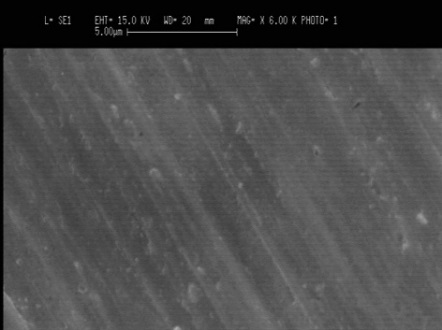 L= SE1 EHT= 15.0 KV WD= 20 mm MAG= X 6.00 K PHOTO= 1
5.00µm